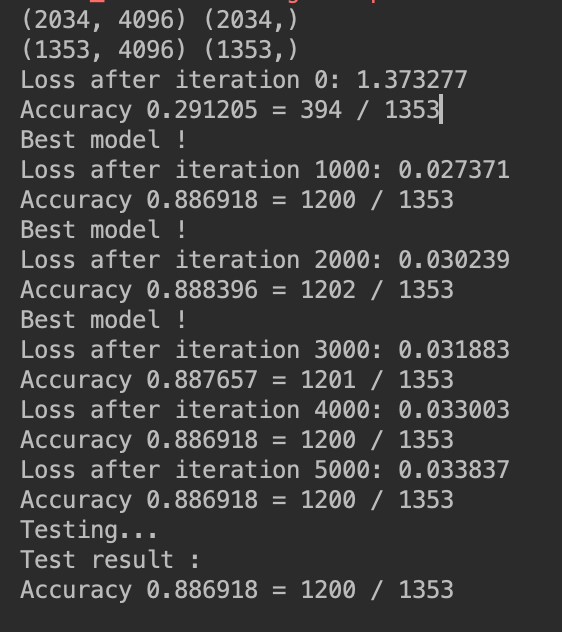 (2034, 4096) (2034,)
(1353, 4096) (1353,)
Loss after iteration 0: 1.373277
Accuracy 0.291205 = 394 / 1353
Best model !
Loss after iteration 1000: 0.027371
Accuracy 0.886918 = 1200 / 1353
Best model !
Loss after iteration 2000: 0.030239
Accuracy 0.888396 = 1202 / 1353
Best model !
Loss after iteration 3000: 0.031883
Accuracy 0.887657 = 1201 / 1353
Loss after iteration 4000: 0.033003
Accuracy 0.886918 = 1200 / 1353
Loss after iteration 5000: 0.033837
Accuracy 0.886918 = 1200 / 1353
Testing...
Test result :
Accuracy 0.886918 = 1200 / 1353